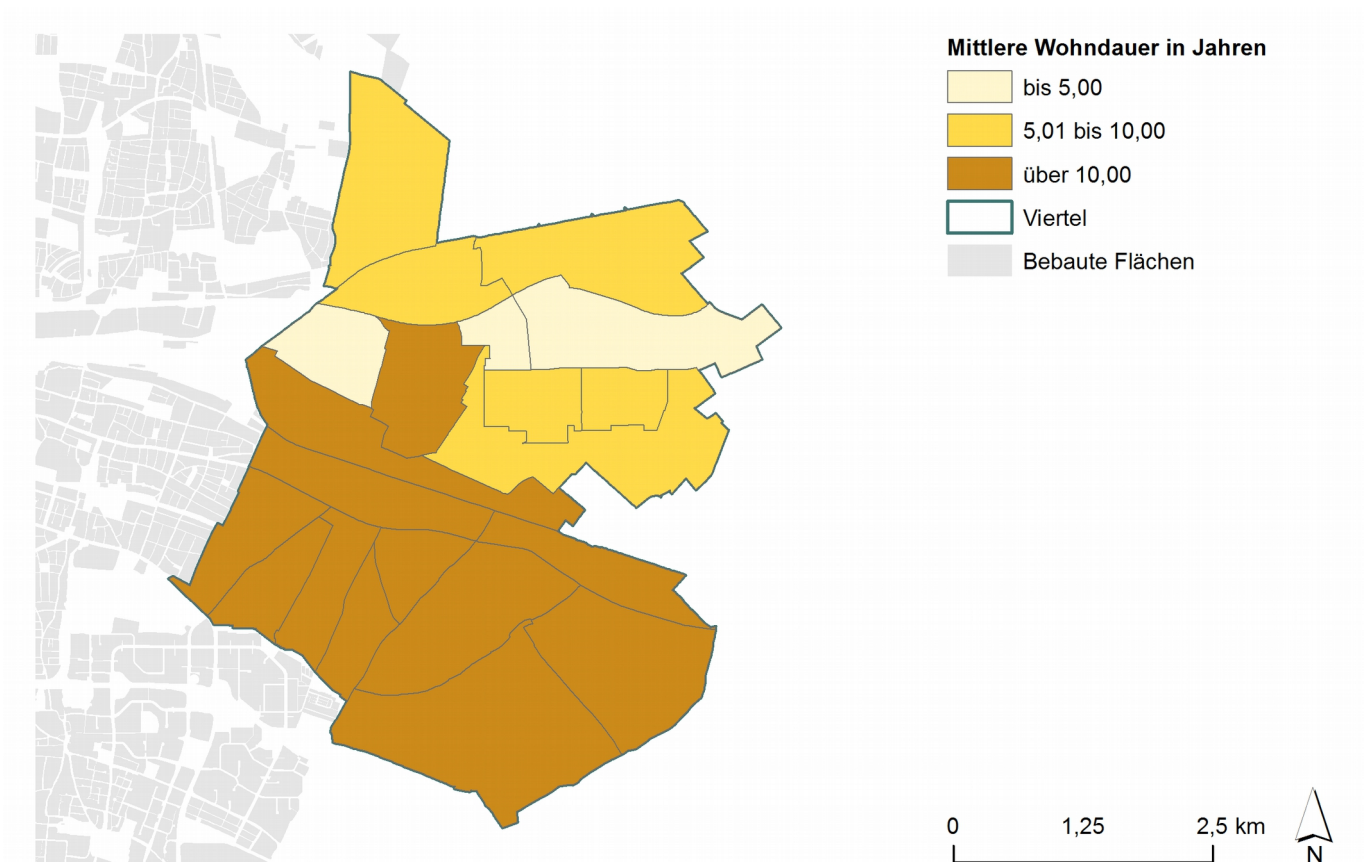 Mittlere Wohndauer in Jahren
bis 5,00
5,01 bis 10,00
über 10,00
Viertel
Bebaute Flächen
0 1,25 2,5 km
N